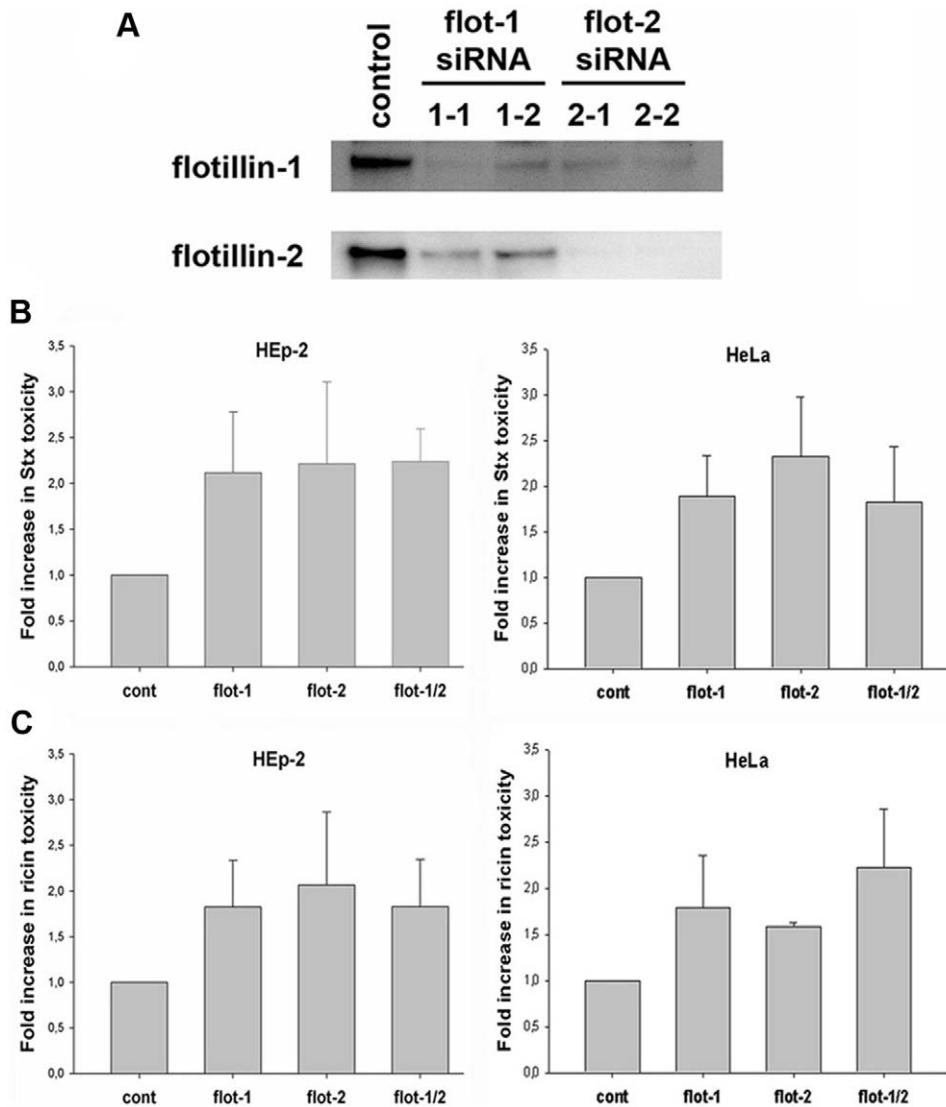 A
control
flot-1
siRNA
flot-2
siRNA
1-1 1-2 2-1 2-2
flotillin-1
flotillin-2
B
HEp-2
Fold increase in Stx toxicity
3,5
3,0
2,5
2,0
1,5
1,0
0,5
0,0
cont flot-1 flot-2 flot-1/2
HeLa
Fold increase in Stx toxicity
3,5
3,0
2,5
2,0
1,5
1,0
0,5
0,0
cont flot-1 flot-2 flot-1/2
C
HEp-2
Fold increase in ricin toxicity
3,5
3,0
2,5
2,0
1,5
1,0
0,5
0,0
cont flot-1 flot-2 flot-1/2
HeLa
Fold increase in ricin toxicity
3,5
3,0
2,5
2,0
1,5
1,0
0,5
0,0
cont flot-1 flot-2 flot-1/2